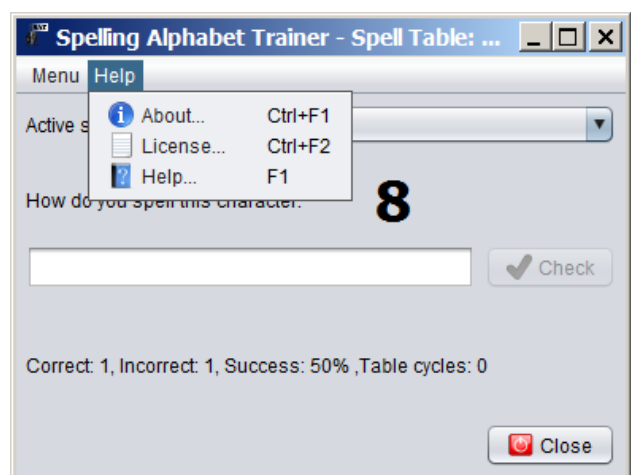 Spelling Alphabet Trainer - Spell Table: ...
Menu Help
About... Ctrl+F1
License... Ctrl+F2
Help... F1
Active s
How do you spell this character:
8
Check
Correct: 1, Incorrect: 1, Success: 50% ,Table cycles: 0
Close